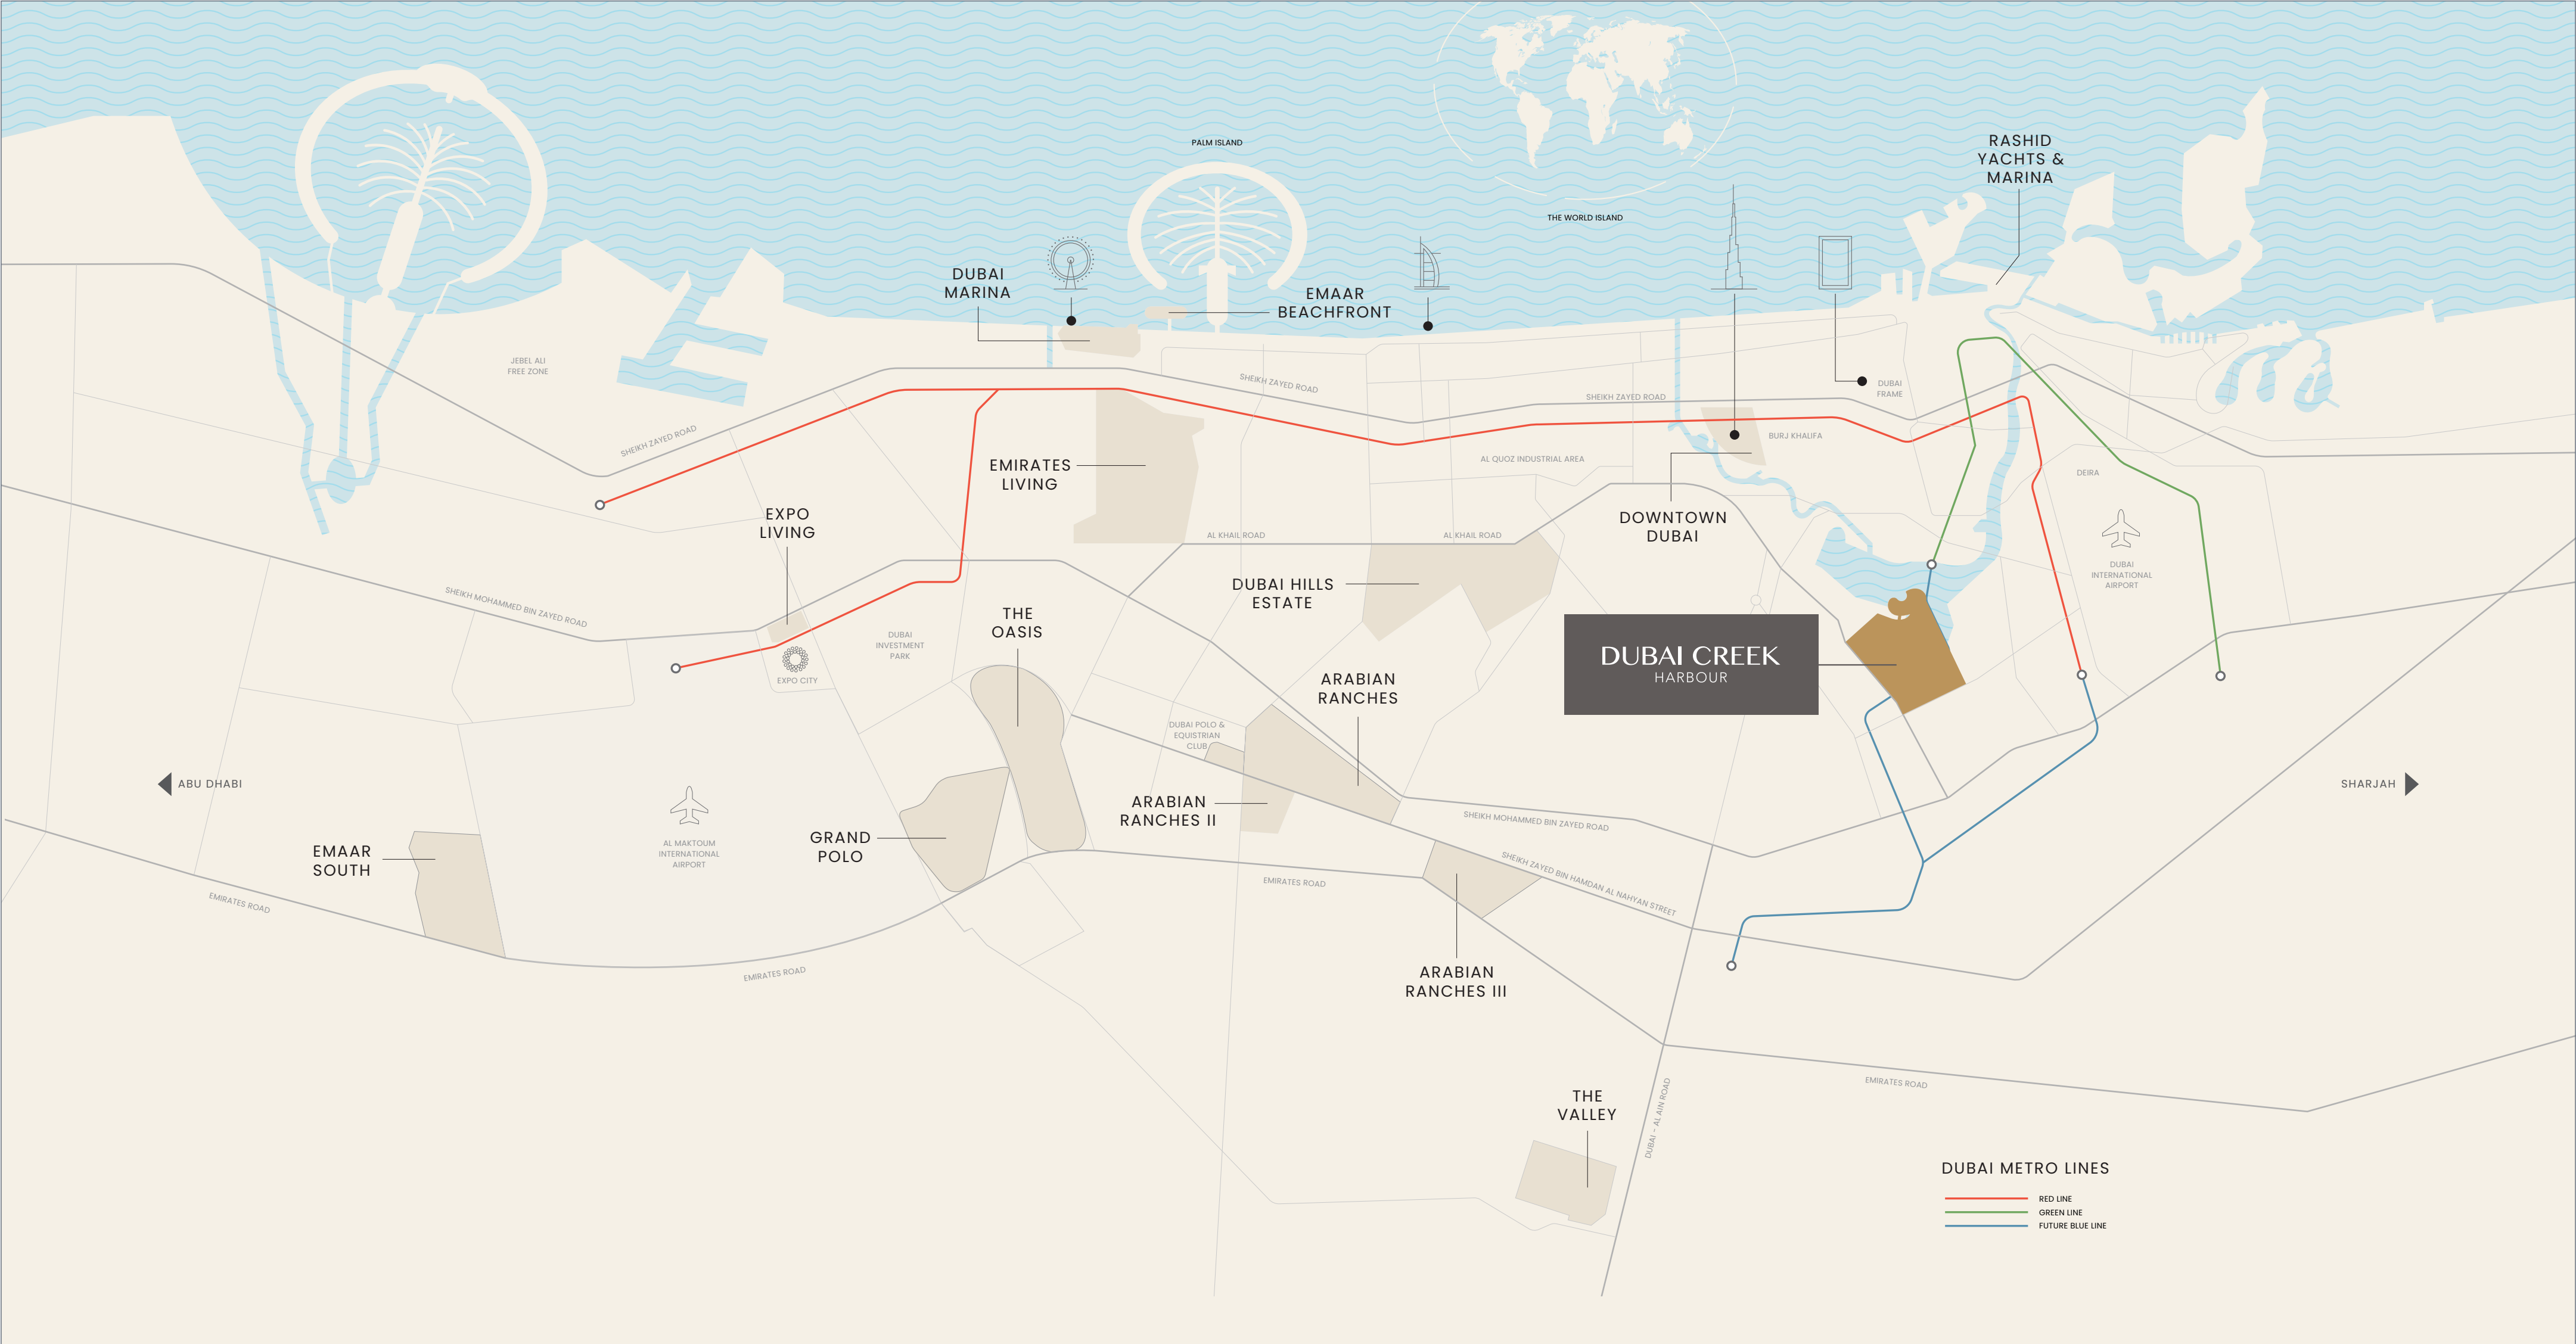 PALM ISLAND
THE WORLD ISLAND
RASHID
YACHTS &
MARINA
DUBAI
MARINA
EMAAR
BEACHFRONT
JEBEL ALI
FREE ZONE
SHEIKH ZAYED ROAD
SHEIKH ZAYED ROAD
SHEIKH ZAYED ROAD
DUBAI
FRAME
BURJ KHALIFA
AL QUOZ INDUSTRIAL AREA
DEIRA
EMIRATES
LIVING
EXPO
LIVING
DOWNTOWN
DUBAI
AL KHAIL ROAD
AL KHAIL ROAD
DUBAI
INTERNATIONAL
AIRPORT
DUBAI HILLS
ESTATE
SHEIKH MOHAMMED BIN ZAYED ROAD
THE
OASIS
DUBAI
INVESTMENT
PARK
EXPO CITY
DUBAI CREEK
HARBOUR
ARABIAN
RANCHES
DUBAI POLO &
EQUISTRIAN
CLUB
ABU DHABI
SHARJAH
ARABIAN
RANCHES II
SHEIKH MOHAMMED BIN ZAYED ROAD
GRAND
POLO
AL MAKTOUM
INTERNATIONAL
AIRPORT
EMAAR
SOUTH
SHEIKH ZAYED BIN HAMDAN AL NAHYAN STREET
EMIRATES ROAD
EMIRATES ROAD
EMIRATES ROAD
ARABIAN
RANCHES III
EMIRATES ROAD
THE
VALLEY
DUBAI - AL AIN ROAD
DUBAI METRO LINES
RED LINE
GREEN LINE
FUTURE BLUE LINE